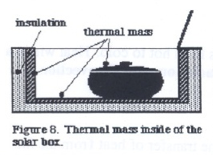 insulation
thermal mass
Figure 8. Thermal mass inside of the
solar box.